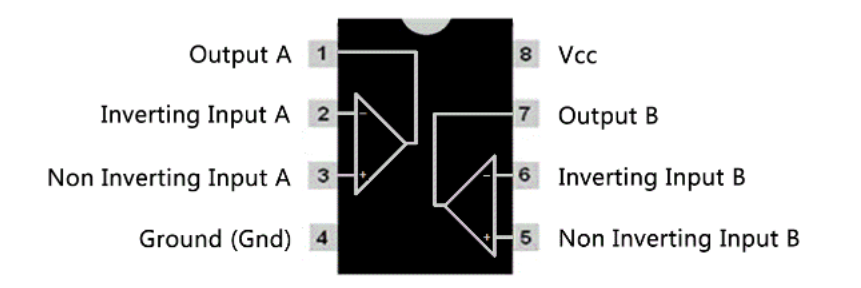 Output A 1
Inverting Input A 2 -
Non Inverting Input A 3 +
Ground (Gnd) 4
8 Vcc
7 Output B
- 6 Inverting Input B
+ 5 Non Inverting Input B